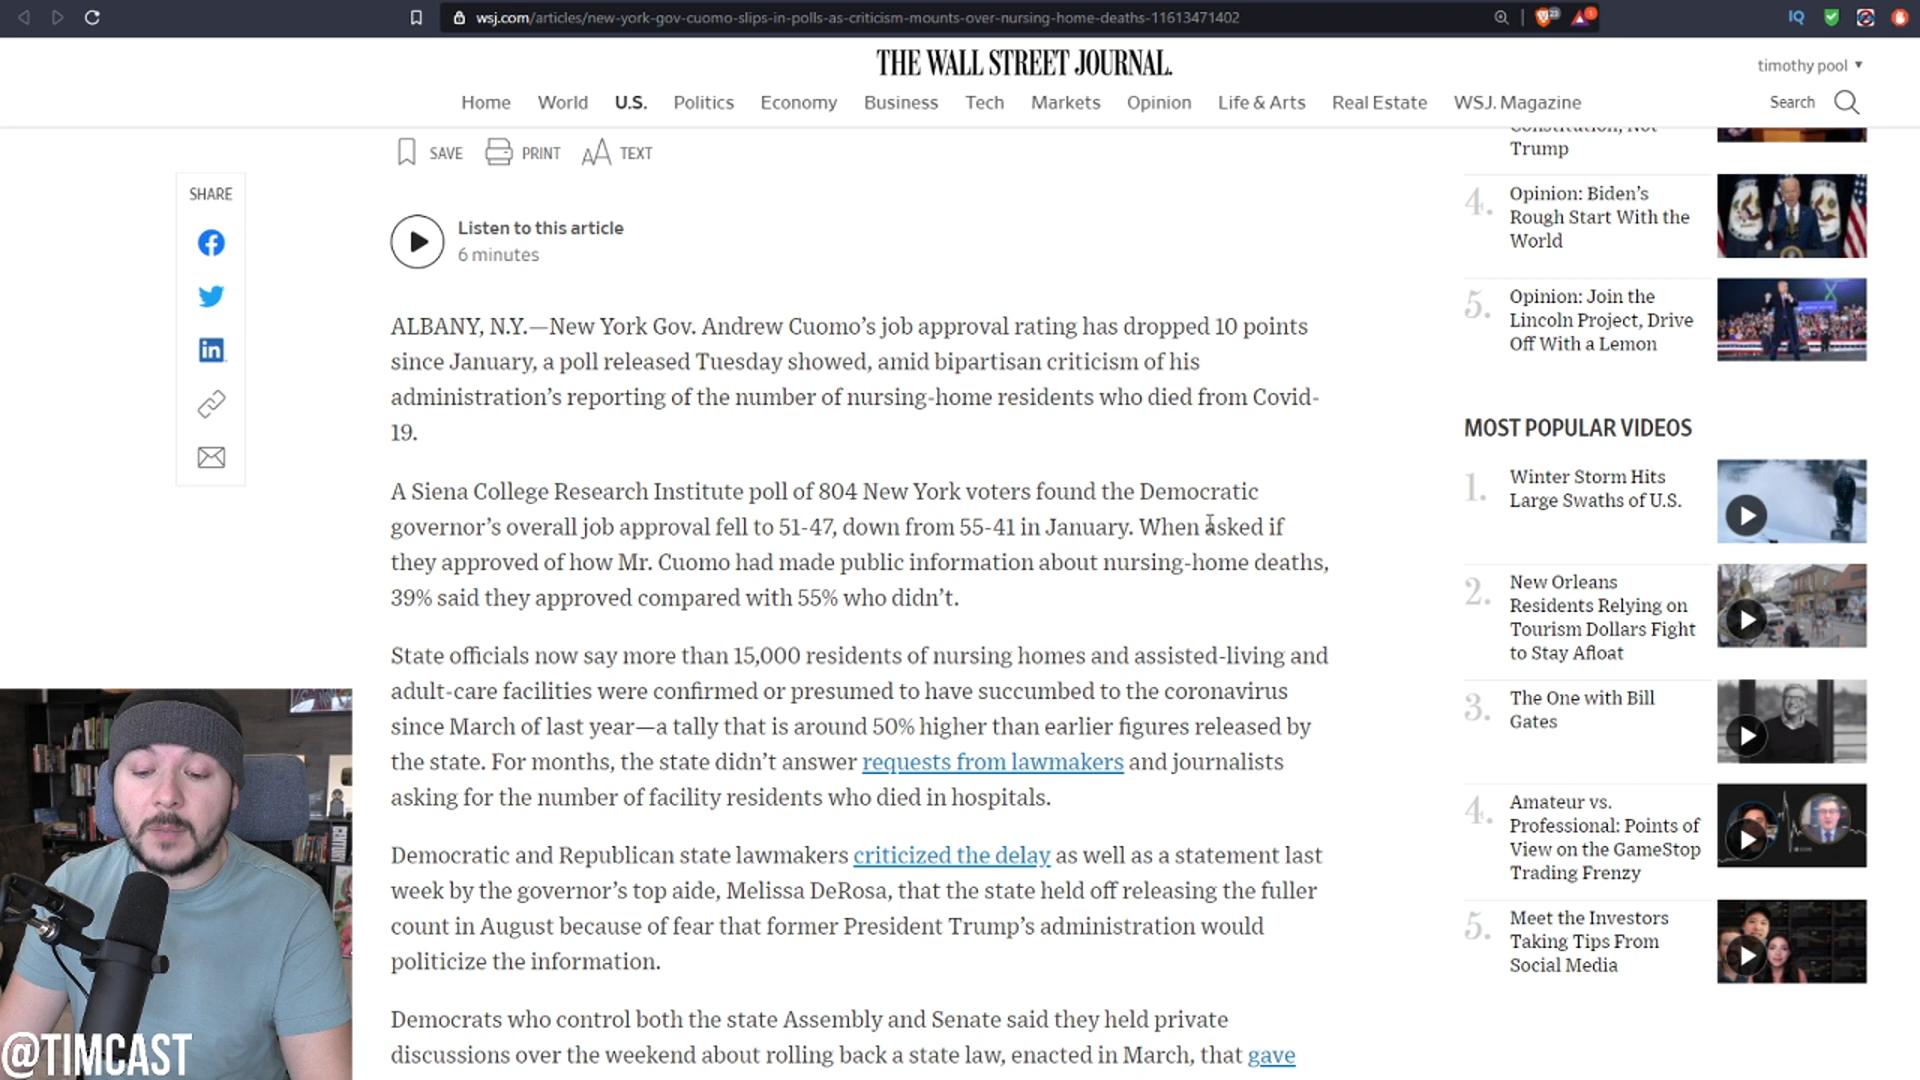 wsj.com/articles/new-york-gov-cuomo-slips-in-polls-as-criticism-mounts-over-nursing-home-deaths-11613471402
IQ
THE WALL STREET JOURNAL.
timothy pool
Home World U.S. Politics Economy Business Tech Markets Opinion Life & Arts Real Estate WSJ. Magazine
Search
SAVE PRINT TEXT
SHARE
Listen to this article
6 minutes
ALBANY, N.Y.—New York Gov. Andrew Cuomo’s job approval rating has dropped 10 points
since January, a poll released Tuesday showed, amid bipartisan criticism of his
administration’s reporting of the number of nursing-home residents who died from Covid-
19.
A Siena College Research Institute poll of 804 New York voters found the Democratic
governor’s overall job approval fell to 51-47, down from 55-41 in January. When asked if
they approved of how Mr. Cuomo had made public information about nursing-home deaths,
39% said they approved compared with 55% who didn’t.
State officials now say more than 15,000 residents of nursing homes and assisted-living and
adult-care facilities were confirmed or presumed to have succumbed to the coronavirus
since March of last year—a tally that is around 50% higher than earlier figures released by
the state. For months, the state didn’t answer requests from lawmakers and journalists
asking for the number of facility residents who died in hospitals.
Democratic and Republican state lawmakers criticized the delay as well as a statement last
week by the governor’s top aide, Melissa DeRosa, that the state held off releasing the fuller
count in August because of fear that former President Trump’s administration would
politicize the information.
Democrats who control both the state Assembly and Senate said they held private
discussions over the weekend about rolling back a state law, enacted in March, that gave
Constitution, Not
Trump
4. Opinion: Biden’s
Rough Start With the
World
5. Opinion: Join the
Lincoln Project, Drive
Off With a Lemon
MOST POPULAR VIDEOS
1. Winter Storm Hits
Large Swaths of U.S.
2. New Orleans
Residents Relying on
Tourism Dollars Fight
to Stay Afloat
3. The One with Bill
Gates
4. Amateur vs.
Professional: Points of
View on the GameStop
Trading Frenzy
5. Meet the Investors
Taking Tips From
Social Media
@TIMCAST